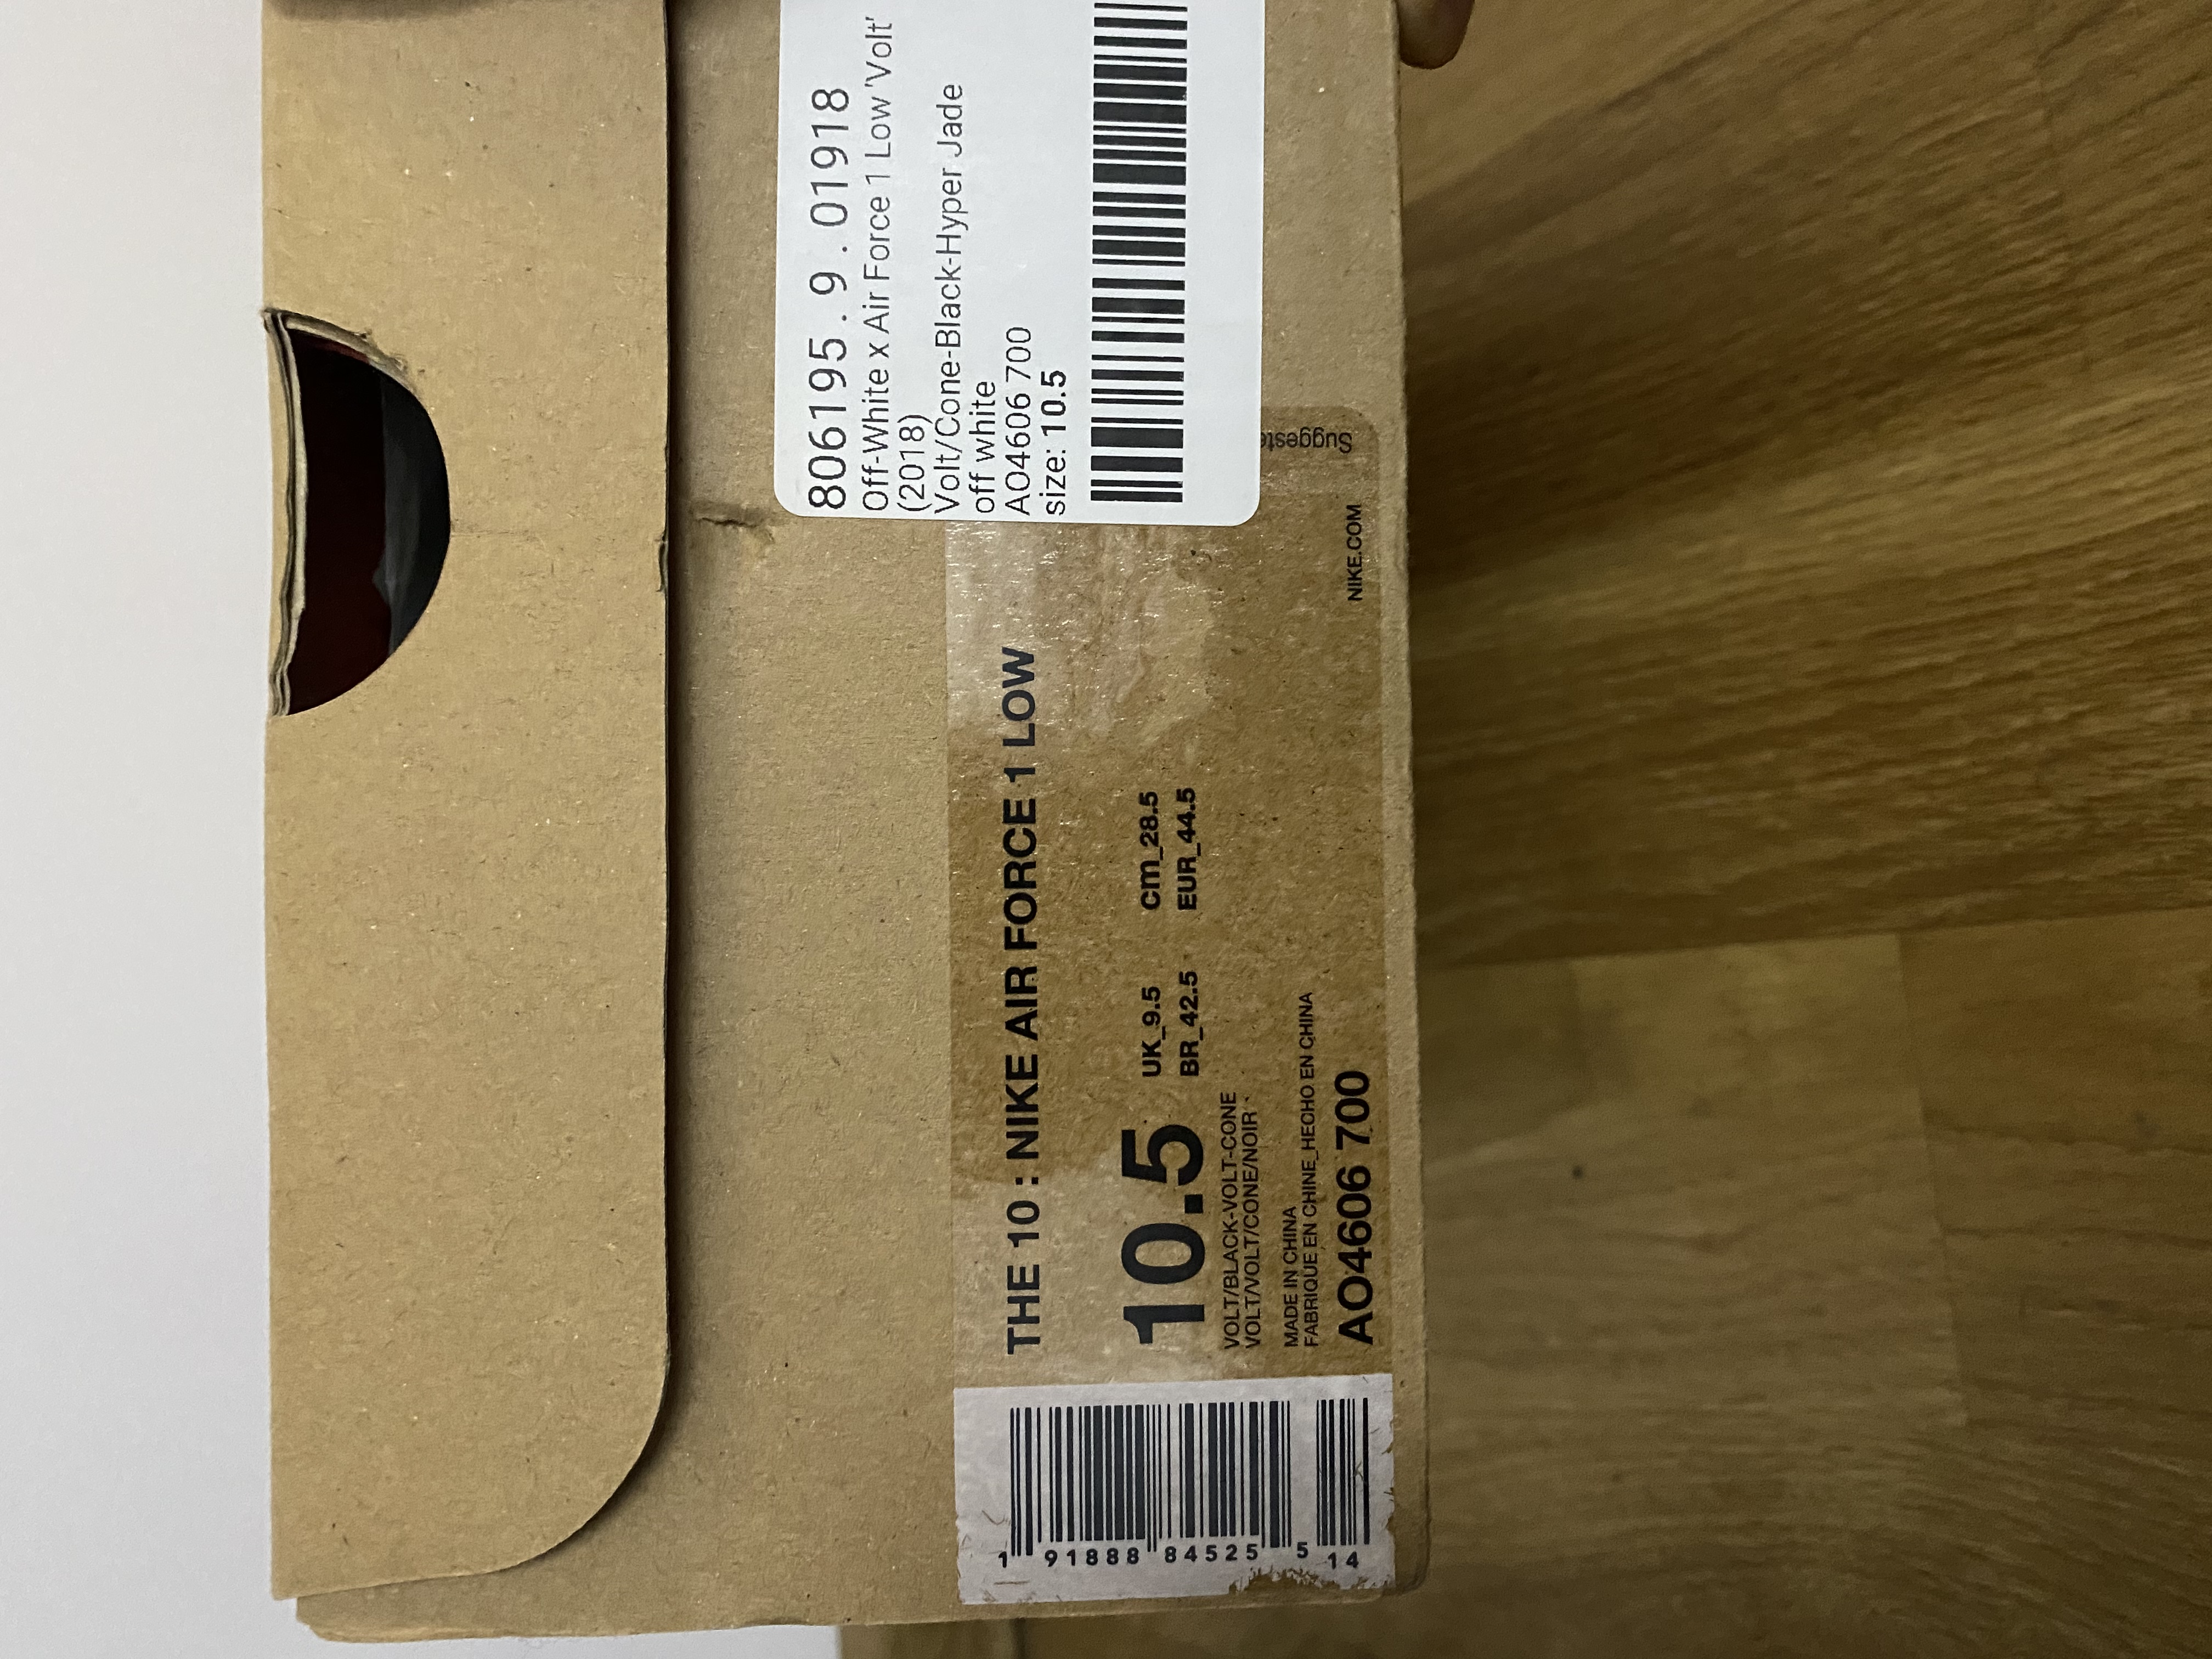 806195.9.01918
Off-White x Air Force 1 Low 'Volt'
(2018)
Volt/Cone-Black-Hyper Jade
off white
AO4606 700
size: 10.5
THE 10 : NIKE AIR FORCE 1 LOW
10.5
UK_9.5 cm_28.5
BR_42.5 EUR_44.5
VOLT/BLACK-VOLT-CONE
VOLT/VOLT/CONE/NOIR
MADE IN CHINA
FABRIQUE EN CHINE_HECHO EN CHINA
AO4606 700
NIKE.COM
1 91888 84525 5
14